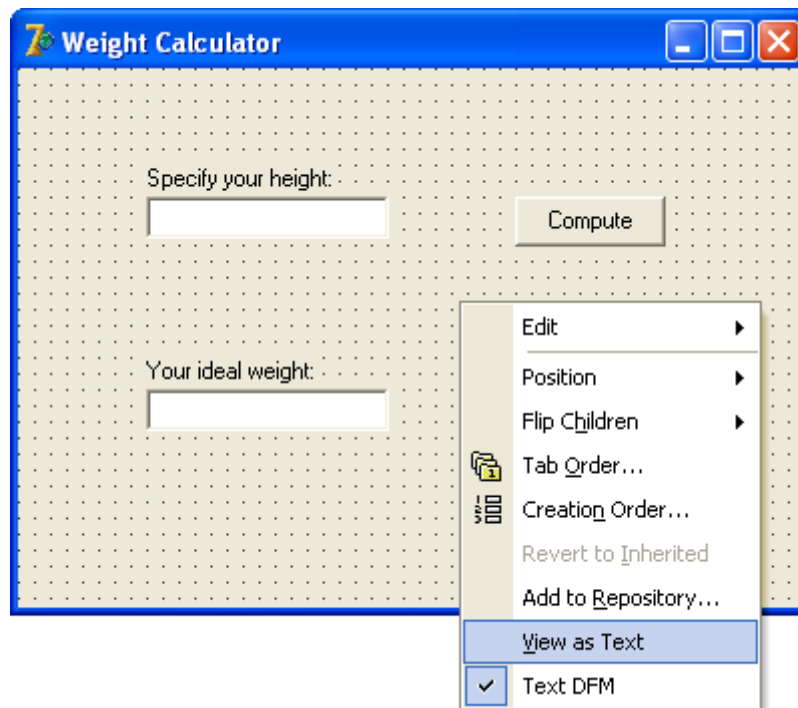 Weight Calculator
Specify your height:
Compute
Your ideal weight:
Edit
Position
Flip Children
Tab Order...
Creation Order...
Revert to Inherited
Add to Repository...
View as Text
Text DFM